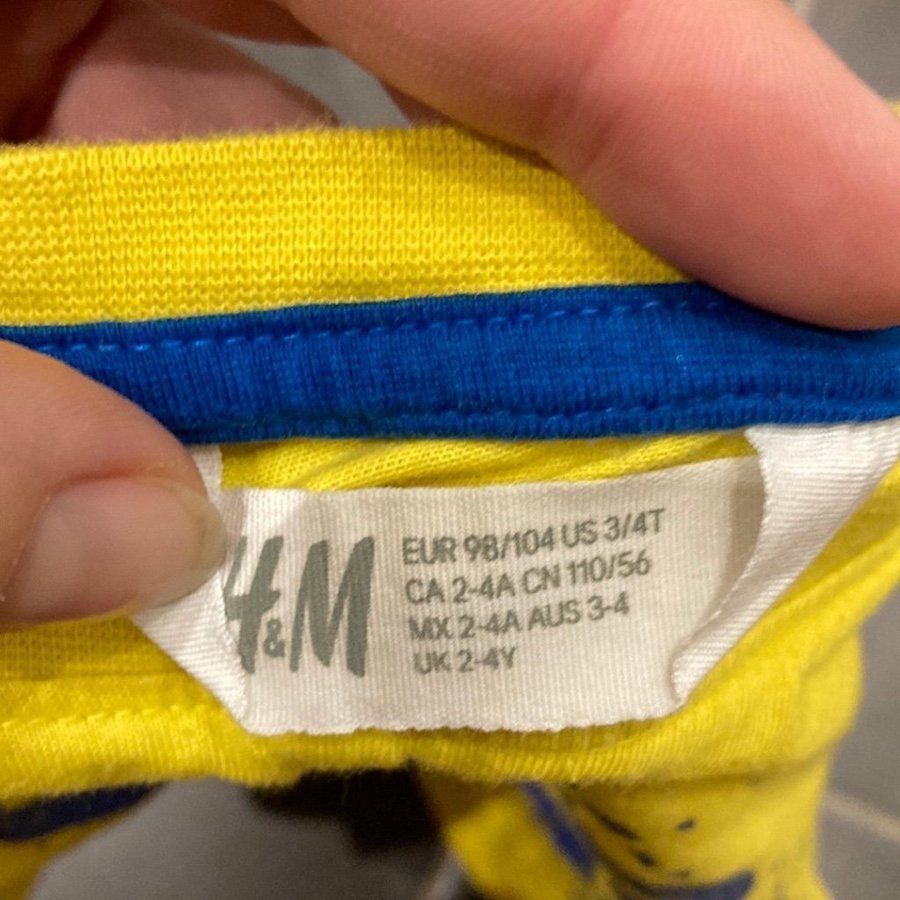 H&M
EUR 98/104 US 3/4T
CA 2-4A CN 110/56
MX 2-4A AUS 3-4
UK 2-4Y